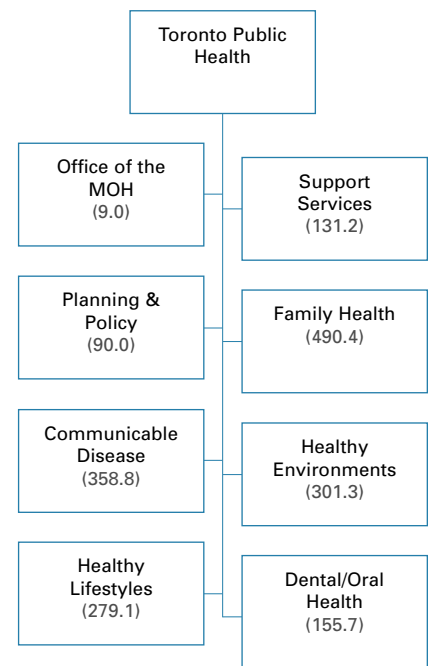 Toronto Public
Health
Office of the
MOH
(9.0)
Support
Services
(131.2)
Planning &
Policy
(90.0)
Family Health
(490.4)
Communicable
Disease
(358.8)
Healthy
Environments
(301.3)
Healthy
Lifestyles
(279.1)
Dental/Oral
Health
(155.7)